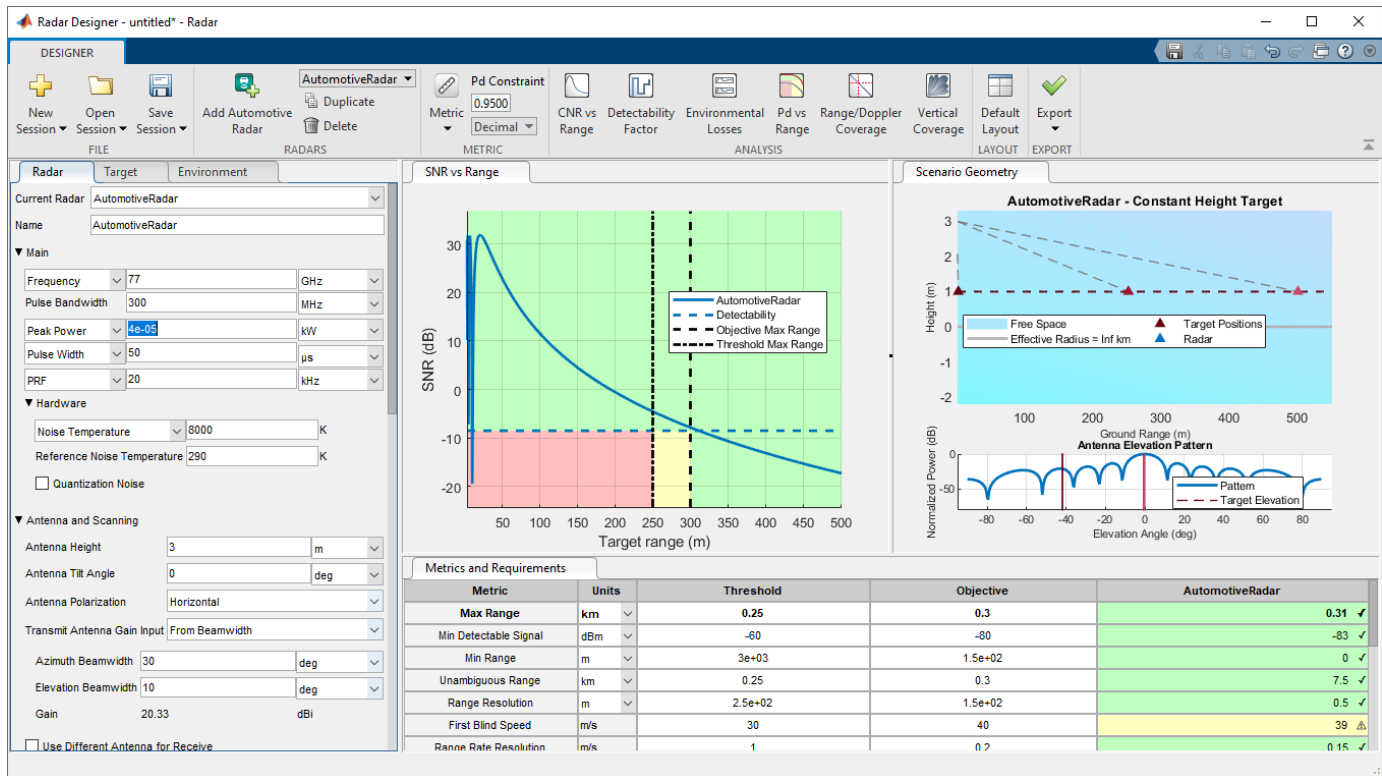 Radar Designer - untitled* - Radar
DESIGNER
New Session
Open Session
Save Session
FILE
Add Automotive Radar
AutomotiveRadar
Duplicate
Delete
RADARS
Metric
Pd Constraint
0.9500
Decimal
METRIC
CNR vs Range
Detectability Factor
Environmental Losses
Pd vs Range
Range/Doppler Coverage
Vertical Coverage
ANALYSIS
Default Layout
LAYOUT
Export
EXPORT
Radar Target Environment
Current Radar AutomotiveRadar
Name AutomotiveRadar
Main
Frequency 77 GHz
Pulse Bandwidth 300 MHz
Peak Power 4e-05 kW
Pulse Width 50 µs
PRF 20 kHz
Hardware
Noise Temperature 8000 K
Reference Noise Temperature 290 K
Quantization Noise
Antenna and Scanning
Antenna Height 3 m
Antenna Tilt Angle 0 deg
Antenna Polarization Horizontal
Transmit Antenna Gain Input From Beamwidth
Azimuth Beamwidth 30 deg
Elevation Beamwidth 10 deg
Gain 20.33 dBi
Use Different Antenna for Receive
SNR vs Range
SNR (dB)
30
20
10
0
-10
-20
AutomotiveRadar
Detectability
Objective Max Range
Threshold Max Range
50 100 150 200 250 300 350 400 450 500
Target range (m)
Scenario Geometry
AutomotiveRadar - Constant Height Target
Height (m)
3
2
1
0
-1
-2
Free Space
Effective Radius = Inf km
Target Positions
Radar
100 200 300 400 500
Ground Range (m)
Antenna Elevation Pattern
Normalized Power (dB)
0
-50
Pattern
Target Elevation
-80 -60 -40 -20 0 20 40 60 80
Elevation Angle (deg)
Metrics and Requirements
Metric Units Threshold Objective AutomotiveRadar
Max Range km 0.25 0.3 0.31
Min Detectable Signal dBm -60 -80 -83
Min Range m 3e+03 1.5e+02 0
Unambiguous Range km 0.25 0.3 7.5
Range Resolution m 2.5e+02 1.5e+02 0.5
First Blind Speed m/s 30 40 39
Range Rate Resolution m/s 1 0.2 0.15